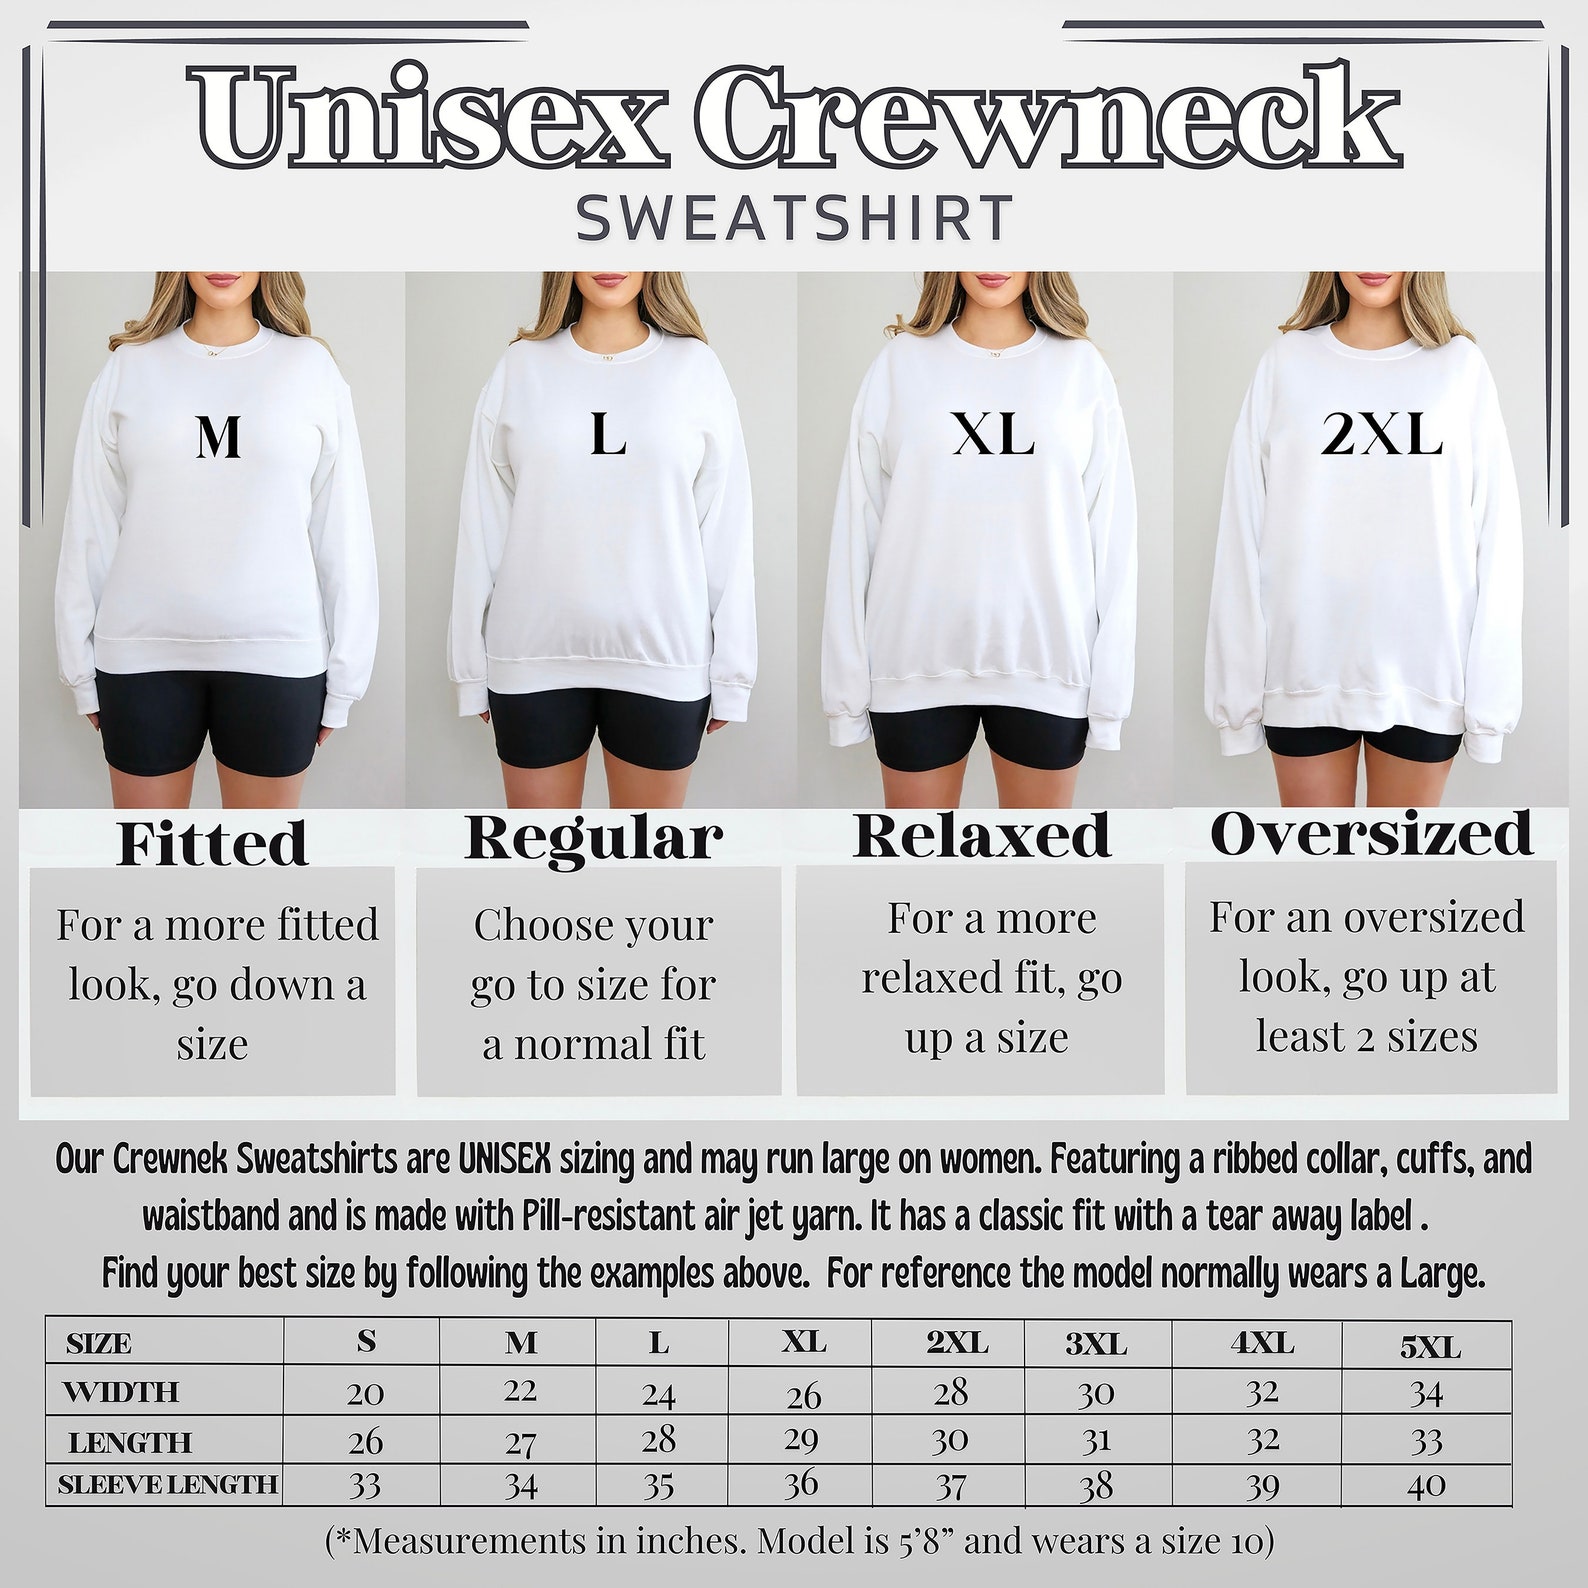 Unisex Crewneck
SWEATSHIRT
M
L
XL
2XL
Fitted
For a more fitted
look, go down a
size
Regular
Choose your
go to size for
a normal fit
Relaxed
For a more
relaxed fit, go
up a size
Oversized
For an oversized
look, go up at
least 2 sizes
Our Crewnek Sweatshirts are UNISEX sizing and may run large on women. Featuring a ribbed collar, cuffs, and
waistband and is made with Pill-resistant air jet yarn. It has a classic fit with a tear away label .
Find your best size by following the examples above. For reference the model normally wears a Large.
SIZE S M L XL 2XL 3XL 4XL 5XL
WIDTH 20 22 24 26 28 30 32 34
LENGTH 26 27 28 29 30 31 32 33
SLEEVE LENGTH 33 34 35 36 37 38 39 40
(*Measurements in inches. Model is 5'8" and wears a size 10)